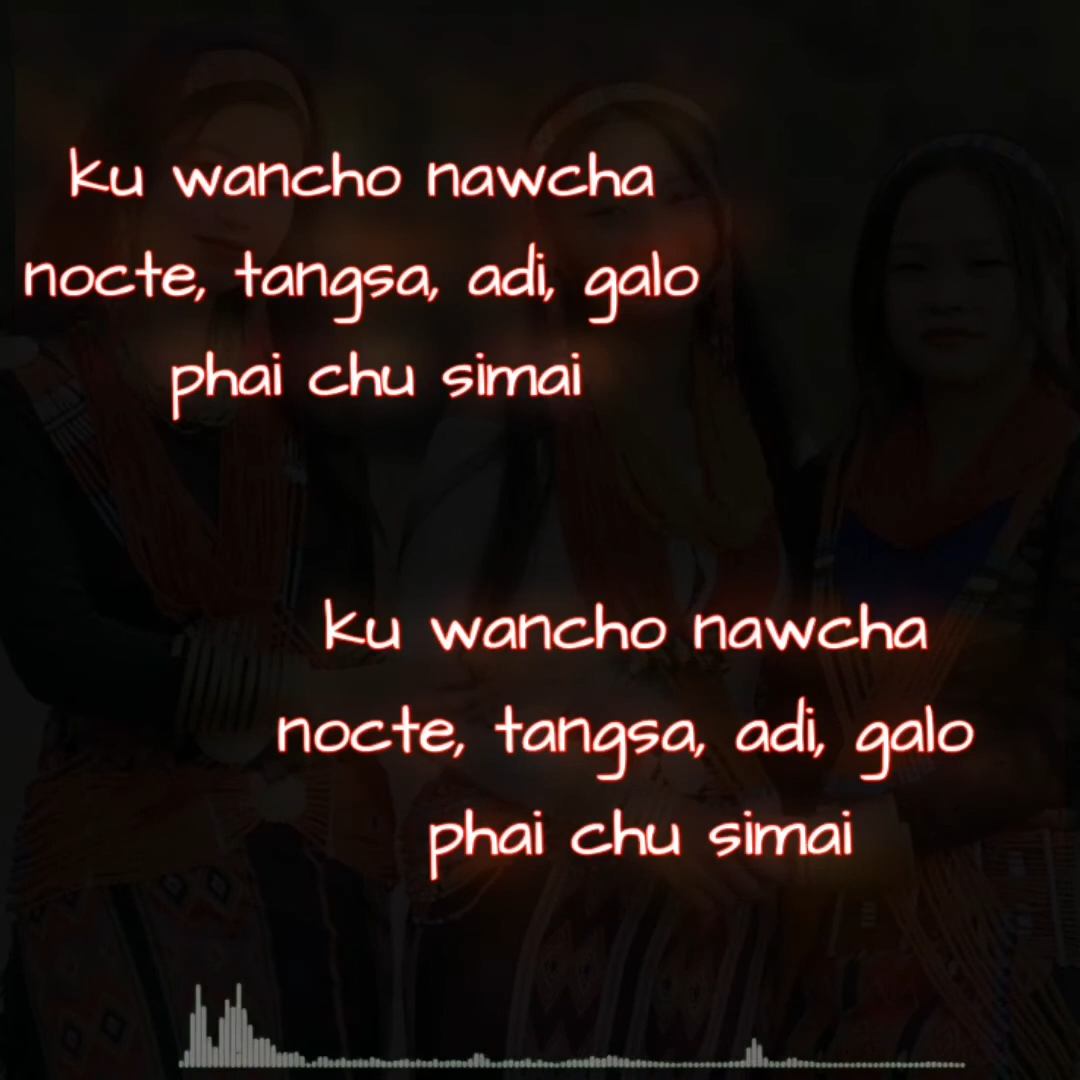 ku wancho nawcha
nocte, tangsa, adi, galo
phai chu simai
ku wancho nawcha
nocte, tangsa, adi, galo
phai chu simai